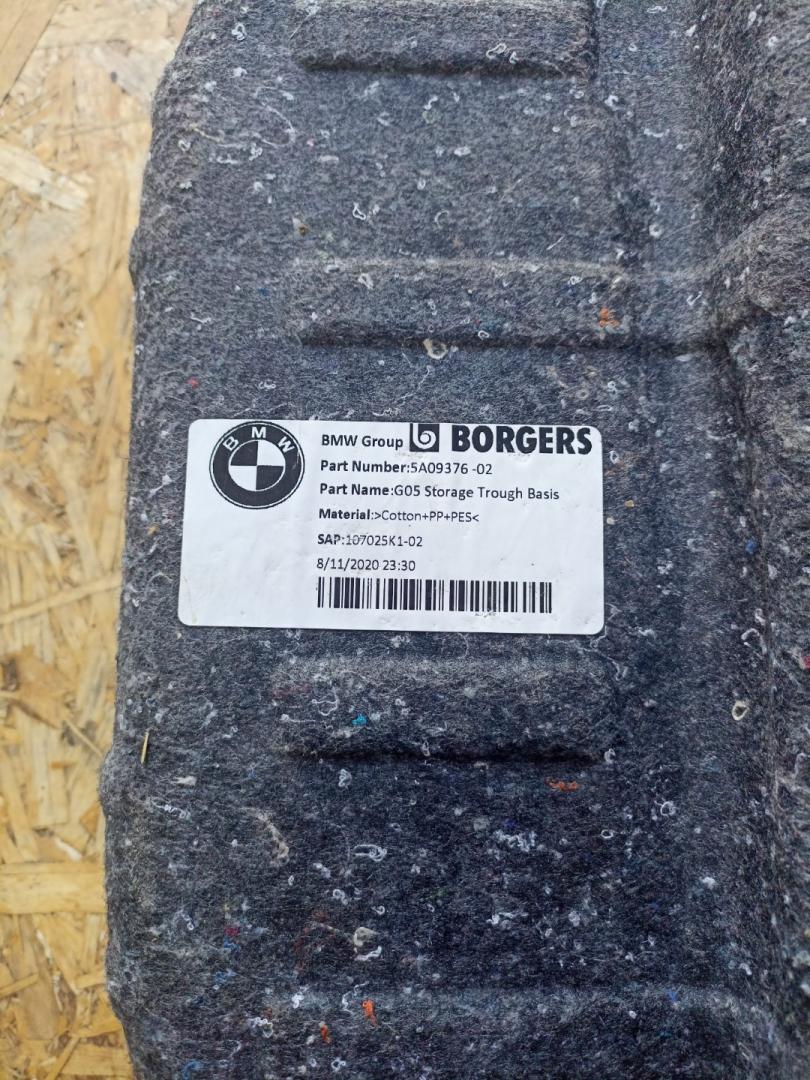 BMW
BMW Group BORGERS
Part Number:5A09376 -02
Part Name:G05 Storage Trough Basis
Material:>Cotton+PP+PES<
SAP:107025K1-02
8/11/2020 23:30